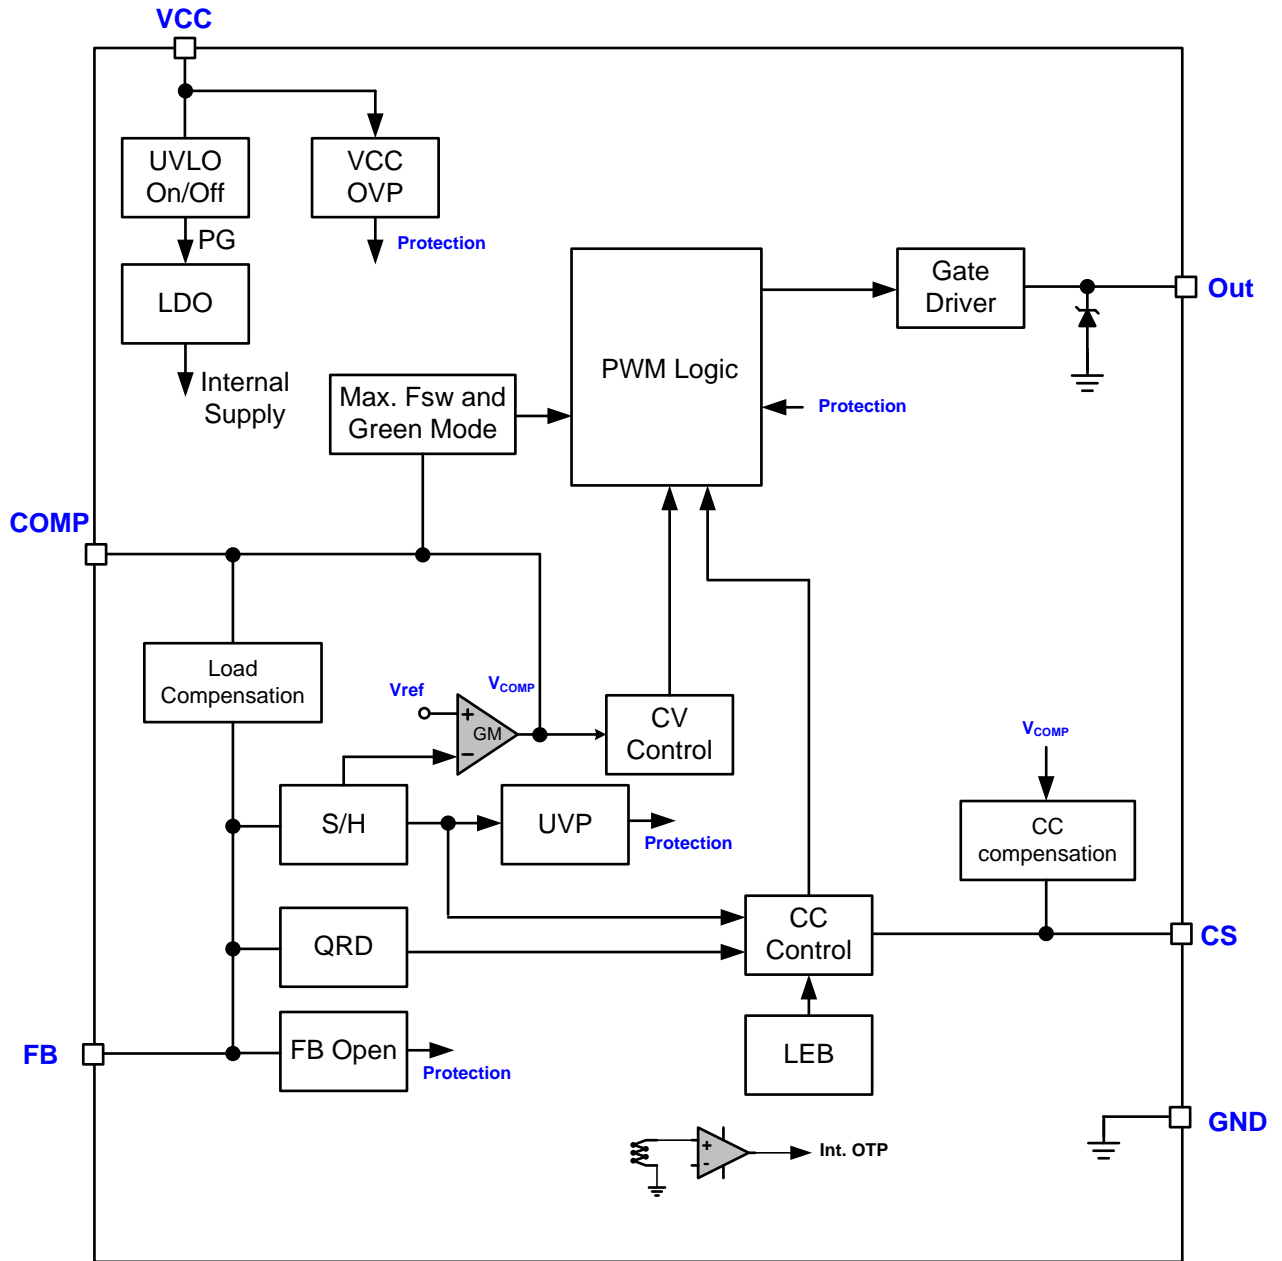 VCC
UVLO
On/Off
VCC
OVP
PG
Protection
LDO
Internal
Supply
Max. Fsw and
Green Mode
PWM Logic
Gate
Driver
Out
Protection
COMP
Load
Compensation
Vref
VCOMP
+
GM
−
CV
Control
VCOMP
CC
compensation
S/H
UVP
Protection
QRD
CC
Control
CS
FB
FB Open
Protection
LEB
GND
+
-
Int. OTP